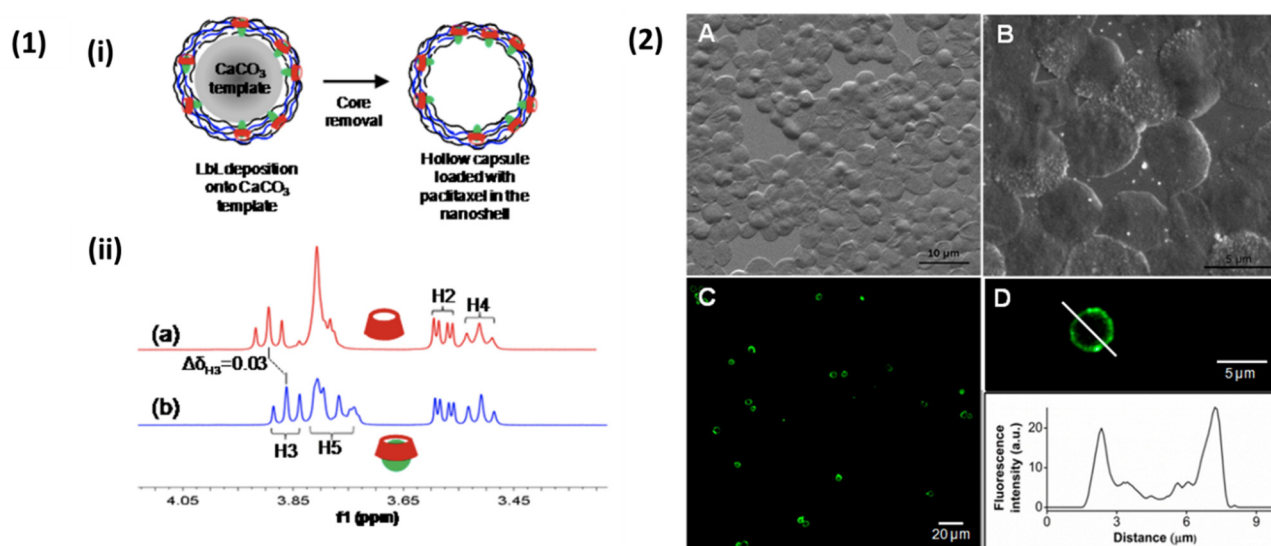 (1)
(i)
CaCO3
template
Core
removal
LbL deposition
onto CaCO3
template
Hollow capsule
loaded with
paclitaxel in the
nanoshell
(ii)
H2
H4
(a)
ΔδH3=0.03
(b)
H3
H5
4.05 3.85 3.65 3.45
f1 (ppm)
(2)
A
10 μm
B
5 μm
C
20 μm
D
5 μm
Fluorescence
intensity (a.u.)
20
10
0
0 3 6 9
Distance (μm)